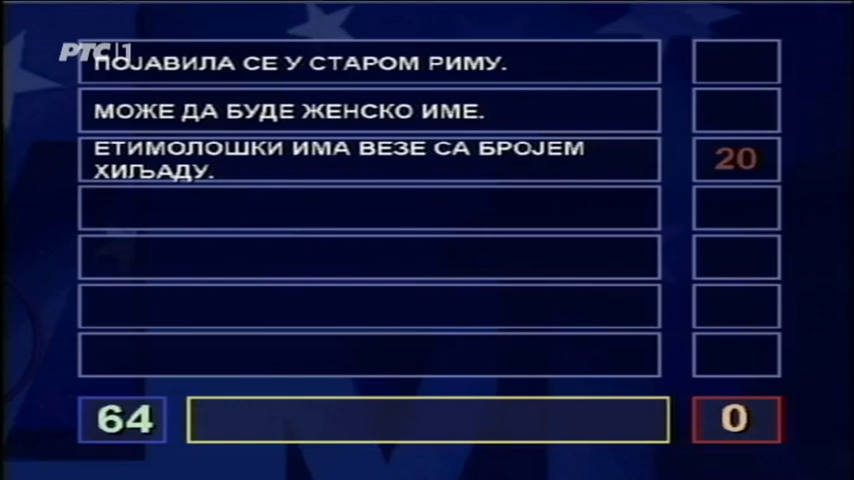 РТС 1
ПОЈАВИЛА СЕ У СТАРОМ РИМУ.
МОЖЕ ДА БУДЕ ЖЕНСКО ИМЕ.
ЕТИМОЛОШКИ ИМА ВЕЗЕ СА БРОЈЕМ
ХИЉАДУ.
20
64
0